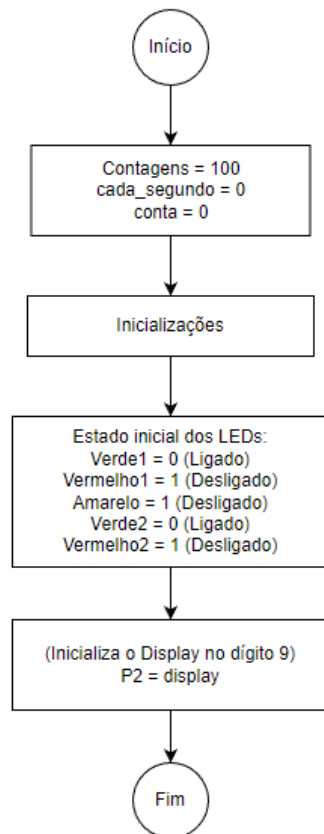 Início
Contagens = 100
cada_segundo = 0
conta = 0
Inicializações
Estado inicial dos LEDs:
Verde1 = 0 (Ligado)
Vermelho1 = 1 (Desligado)
Amarelo = 1 (Desligado)
Verde2 = 0 (Ligado)
Vermelho2 = 1 (Desligado)
(Inicializa o Display no dígito 9)
P2 = display
Fim